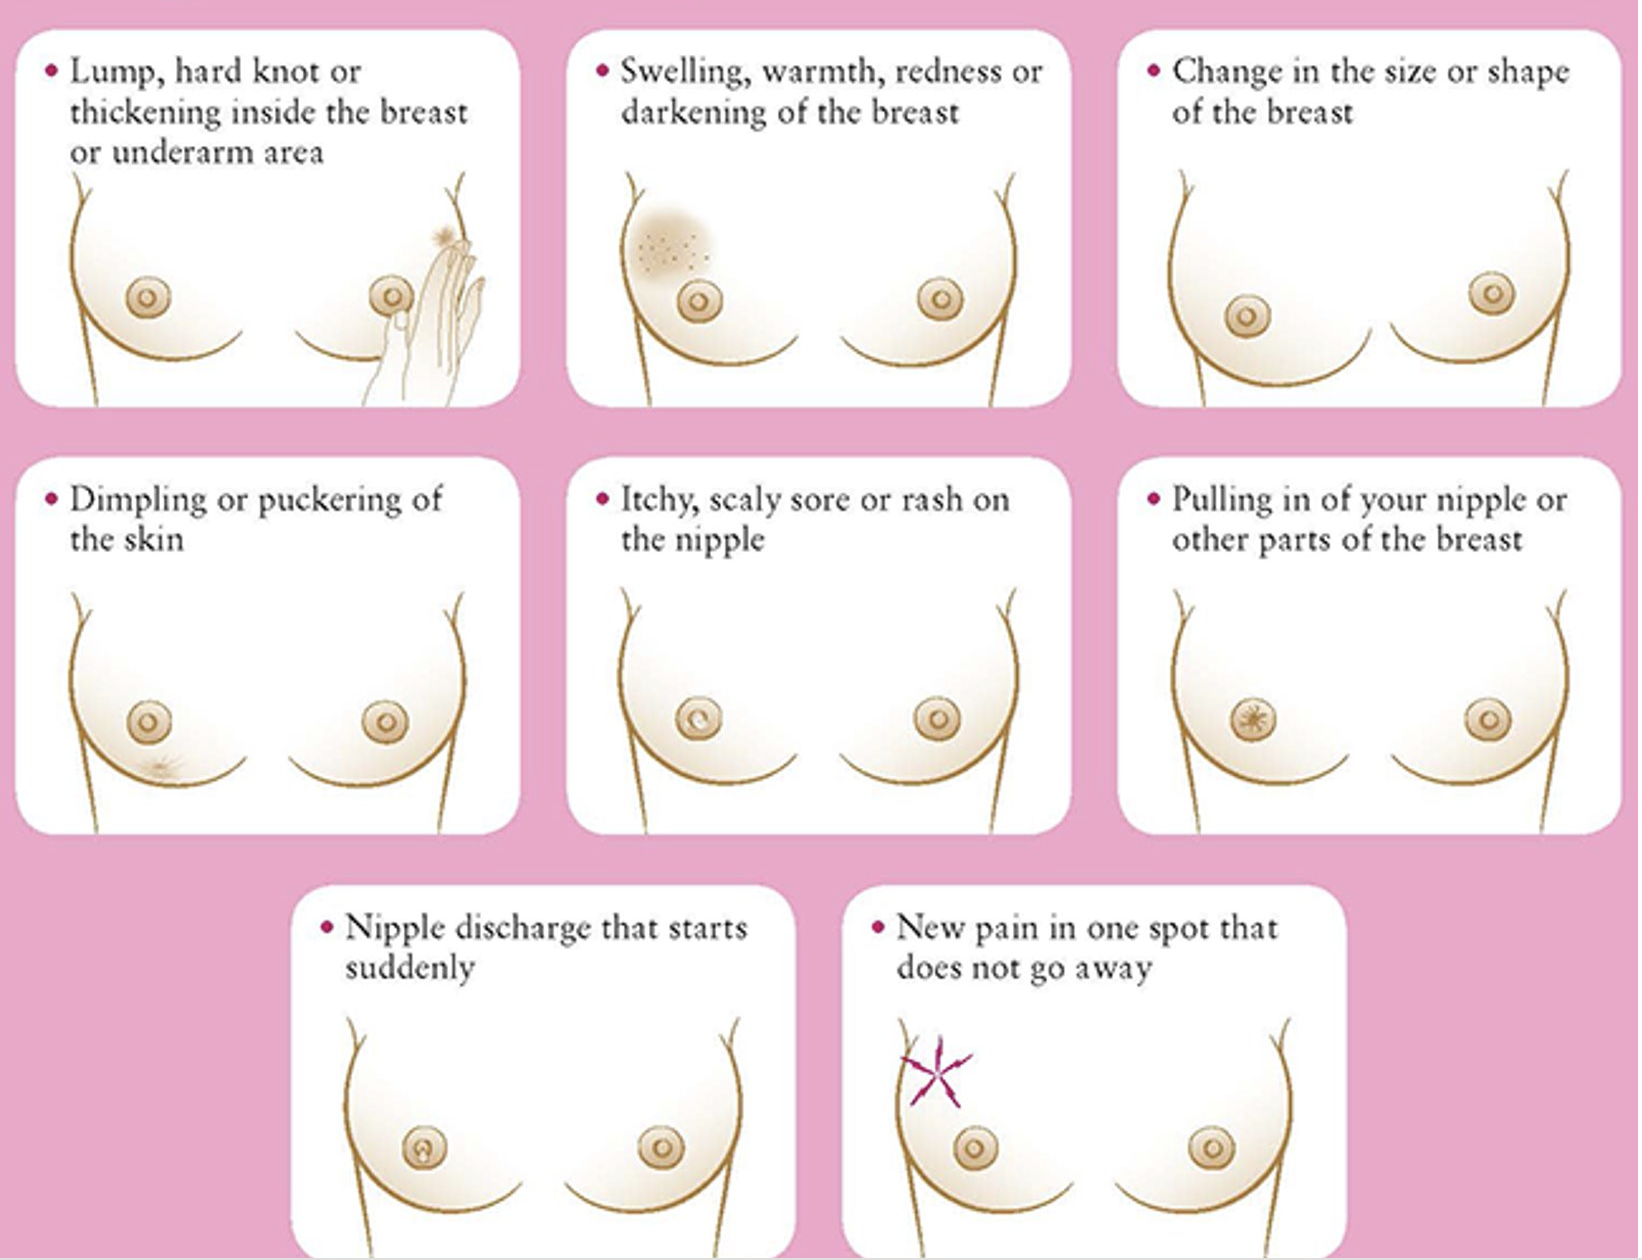 • Lump, hard knot or
thickening inside the breast
or underarm area
• Swelling, warmth, redness or
darkening of the breast
• Change in the size or shape
of the breast
• Dimpling or puckering of
the skin
• Itchy, scaly sore or rash on
the nipple
• Pulling in of your nipple or
other parts of the breast
• Nipple discharge that starts
suddenly
• New pain in one spot that
does not go away